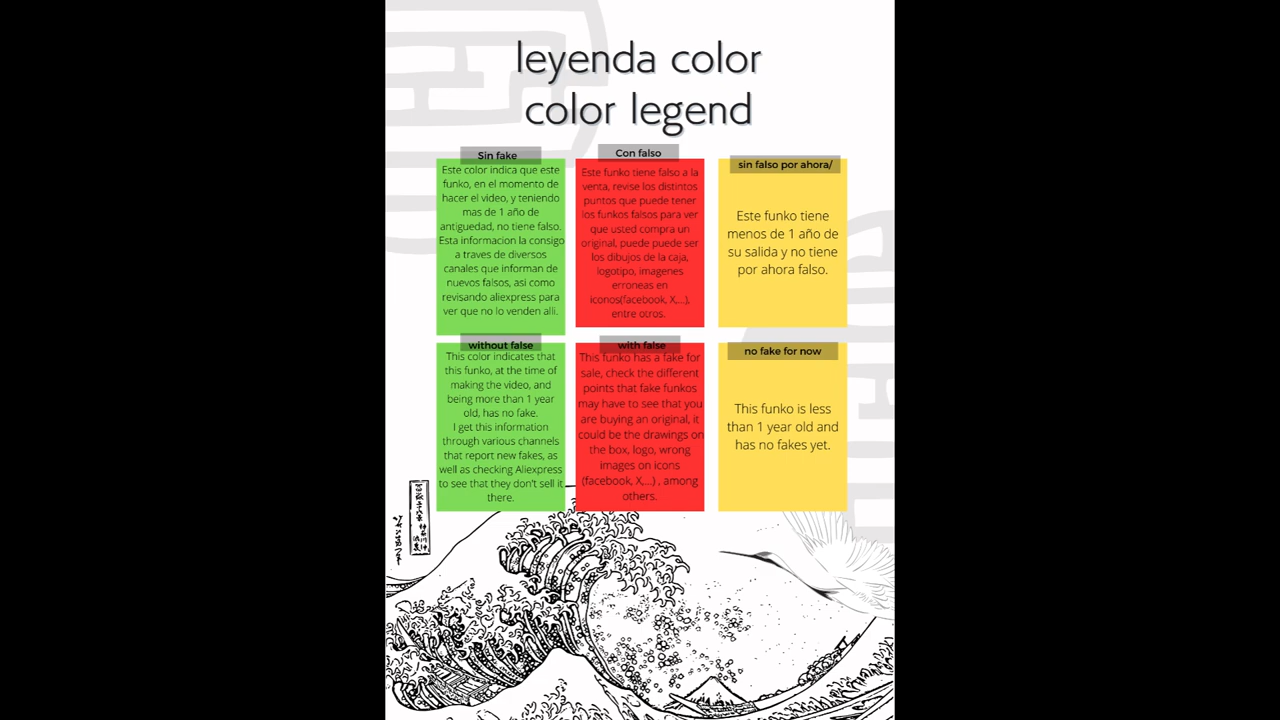 leyenda color
color legend
Sin fake
Este color indica que este
funko, en el momento de
hacer el video, y teniendo
mas de 1 año de
antiguedad, no tiene falso.
Esta informacion la consigo
a traves de diversos
canales que informan de
nuevos falsos, asi como
revisando aliexpress para
ver que no lo venden alli.
Con falso
Este funko tiene falso a la
venta, revise los distintos
puntos que puede tener
los funkos falsos para ver
que usted compra un
original, puede puede ser
los dibujos de la caja,
logotipo, imagenes
erroneas en
iconos(facebook, X,...),
entre otros.
sin falso por ahora/
Este funko tiene
menos de 1 año de
su salida y no tiene
por ahora falso.
without false
This color indicates that
this funko, at the time of
making the video, and
being more than 1 year
old, has no fake.
I get this information
through various channels
that report new fakes, as
well as checking Aliexpress
to see that they don't sell it
there.
with false
This funko has a fake for
sale, check the different
points that fake funkos
may have to see that you
are buying an original, it
could be the drawings on
the box, logo, wrong
images on icons
(facebook, X,...) , among
others.
no fake for now
This funko is less
than 1 year old and
has no fakes yet.